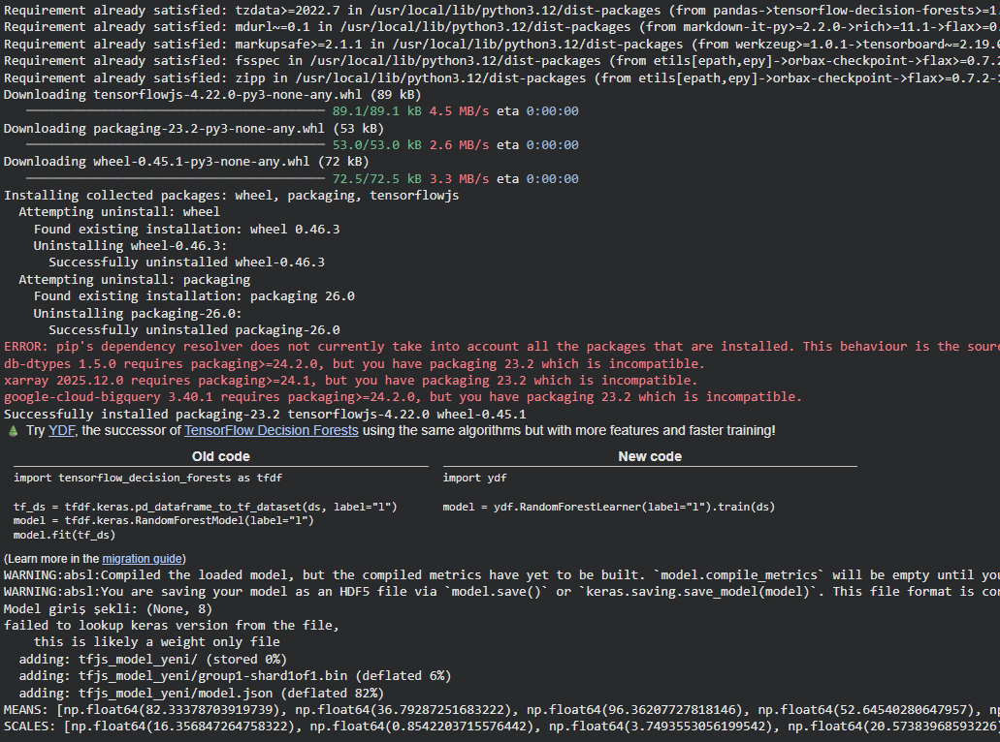 Requirement already satisfied: tzdata>=2022.7 in /usr/local/lib/python3.12/dist-packages (from pandas->tensorflow-decision-forests>=1.
Requirement already satisfied: mdurl~=0.1 in /usr/local/lib/python3.12/dist-packages (from markdown-it-py>=2.2.0->rich>=11.1->flax>=0.
Requirement already satisfied: markupsafe>=2.1.1 in /usr/local/lib/python3.12/dist-packages (from werkzeug>=1.0.1->tensorboard~=2.19.0
Requirement already satisfied: fsspec in /usr/local/lib/python3.12/dist-packages (from etils[epath,epy]->orbax-checkpoint->flax>=0.7.2
Requirement already satisfied: zipp in /usr/local/lib/python3.12/dist-packages (from etils[epath,epy]->orbax-checkpoint->flax>=0.7.2-
Downloading tensorflowjs-4.22.0-py3-none-any.whl (89 kB)
89.1/89.1 kB 4.5 MB/s eta 0:00:00
Downloading packaging-23.2-py3-none-any.whl (53 kB)
53.0/53.0 kB 2.6 MB/s eta 0:00:00
Downloading wheel-0.45.1-py3-none-any.whl (72 kB)
72.5/72.5 kB 3.3 MB/s eta 0:00:00
Installing collected packages: wheel, packaging, tensorflowjs
Attempting uninstall: wheel
Found existing installation: wheel 0.46.3
Uninstalling wheel-0.46.3:
Successfully uninstalled wheel-0.46.3
Attempting uninstall: packaging
Found existing installation: packaging 26.0
Uninstalling packaging-26.0:
Successfully uninstalled packaging-26.0
ERROR: pip's dependency resolver does not currently take into account all the packages that are installed. This behaviour is the sour
db-dtypes 1.5.0 requires packaging>=24.2.0, but you have packaging 23.2 which is incompatible.
xarray 2025.12.0 requires packaging>=24.1, but you have packaging 23.2 which is incompatible.
google-cloud-bigquery 3.40.1 requires packaging>=24.2.0, but you have packaging 23.2 which is incompatible.
Successfully installed packaging-23.2 tensorflowjs-4.22.0 wheel-0.45.1
Try YDF, the successor of TensorFlow Decision Forests using the same algorithms but with more features and faster training!
Old code
import tensorflow_decision_forests as tfdf
tf_ds = tfdf.keras.pd_dataframe_to_tf_dataset(ds, label="l")
model = tfdf.keras.RandomForestModel(label="l")
model.fit(tf_ds)
New code
import ydf
model = ydf.RandomForestLearner(label="l").train(ds)
(Learn more in the migration guide)
WARNING:absl:Compiled the loaded model, but the compiled metrics have yet to be built. `model.compile_metrics` will be empty until you
WARNING:absl:You are saving your model as an HDF5 file via `model.save()` or `keras.saving.save_model(model)`. This file format is co
Model giriş şekli: (None, 8)
failed to lookup keras version from the file,
this is likely a weight only file
adding: tfjs_model_yeni/ (stored 0%)
adding: tfjs_model_yeni/group1-shard1of1.bin (deflated 6%)
adding: tfjs_model_yeni/model.json (deflated 82%)
MEANS: [np.float64(82.33378703919739), np.float64(36.79287251683222), np.float64(96.36207727818146), np.float64(52.64540280647957), np
SCALES: [np.float64(16.356847264758322), np.float64(0.8542203715576442), np.float64(3.7493553056199542), np.float64(20.57383968593226